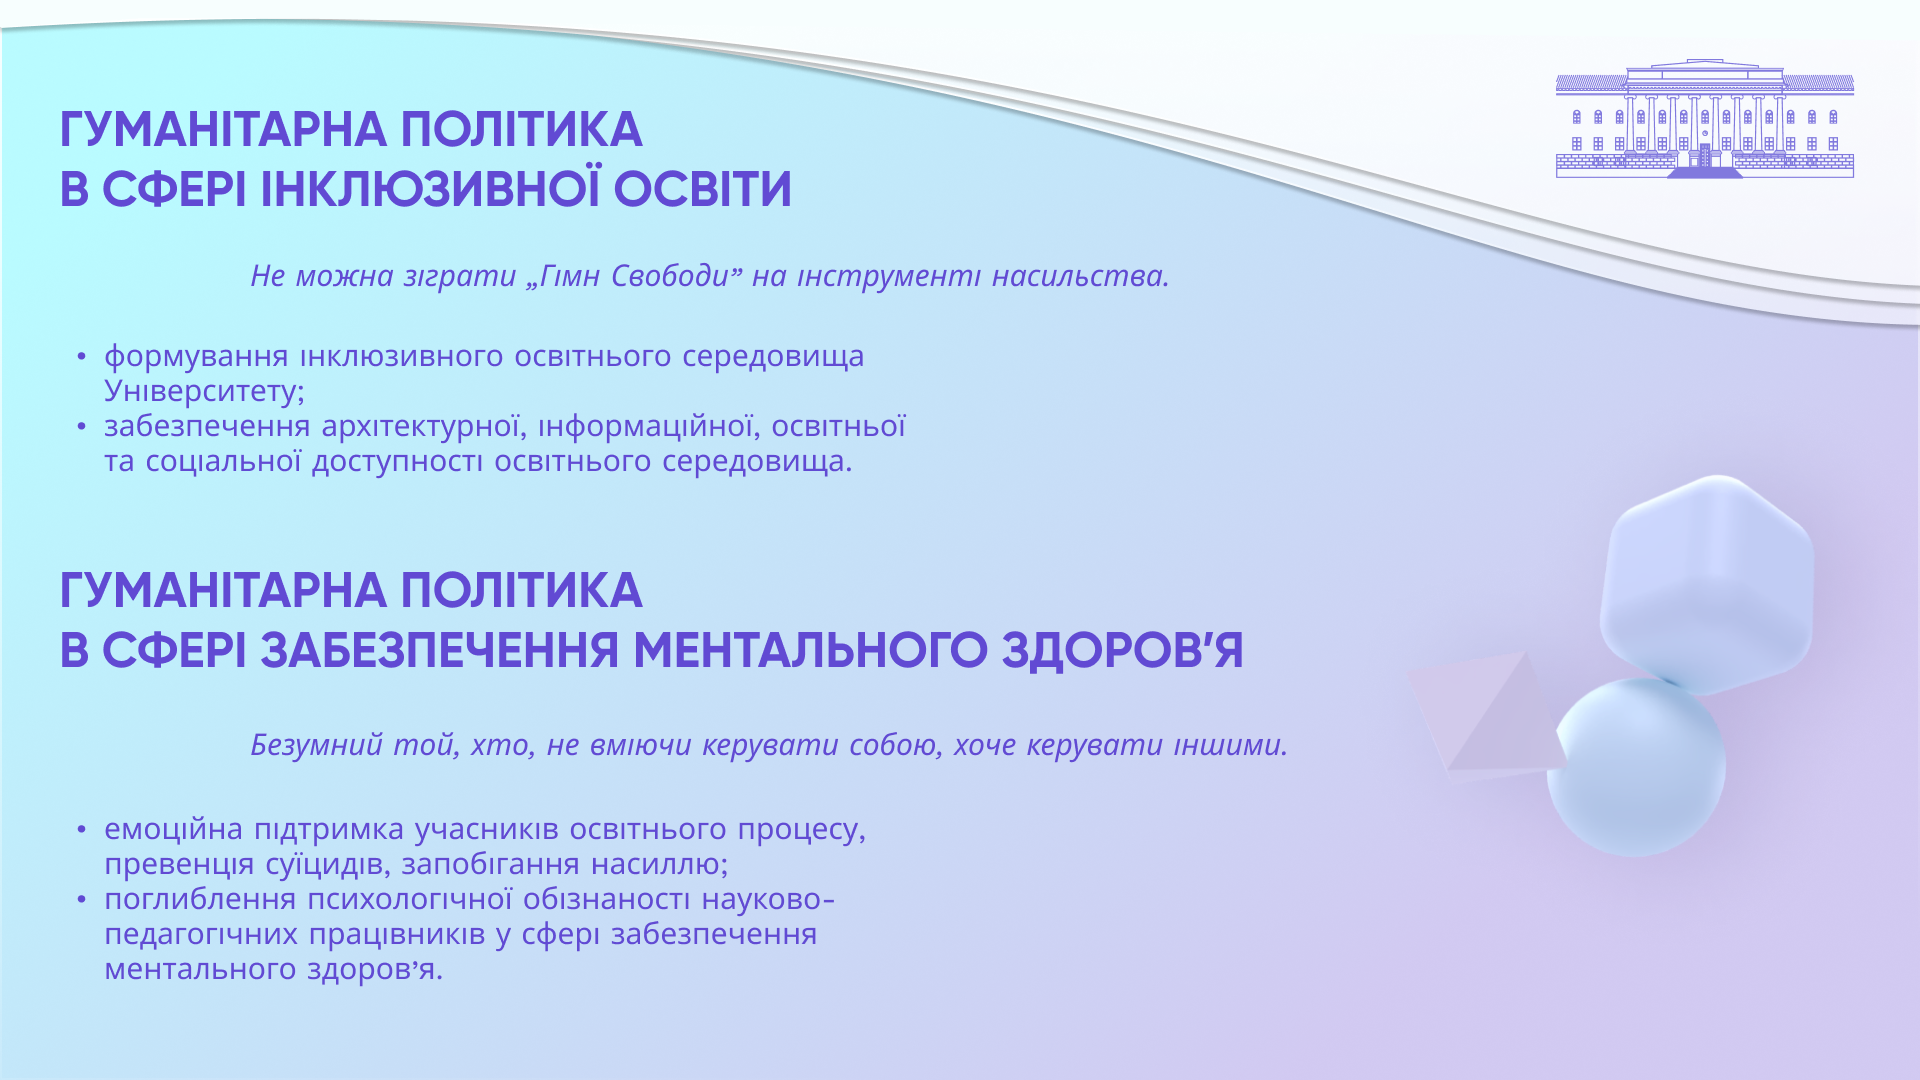 ГУМАНІТАРНА ПОЛІТИКА
В СФЕРІ ІНКЛЮЗИВНОЇ ОСВІТИ
Не можна зіграти „Гімн Свободи” на інструменті насильства.
• формування інклюзивного освітнього середовища
Університету;
• забезпечення архітектурної, інформаційної, освітньої
та соціальної доступності освітнього середовища.
ГУМАНІТАРНА ПОЛІТИКА
В СФЕРІ ЗАБЕЗПЕЧЕННЯ МЕНТАЛЬНОГО ЗДОРОВ’Я
Безумний той, хто, не вміючи керувати собою, хоче керувати іншими.
• емоційна підтримка учасників освітнього процесу,
превенція суїцидів, запобігання насиллю;
• поглиблення психологічної обізнаності науково-
педагогічних працівників у сфері забезпечення
ментального здоров’я.